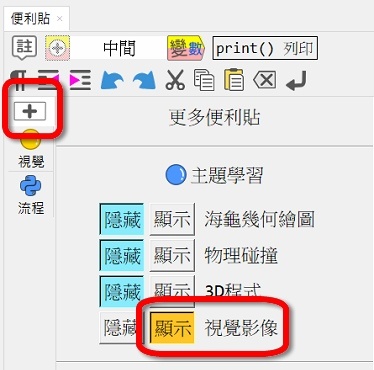 便利貼 ×
註 中間 變數 print() 列印
更多便利貼
視覺
主題學習
流程
隱藏 顯示 海龜幾何繪圖
隱藏 顯示 物理碰撞
隱藏 顯示 3D程式
隱藏 顯示 視覺影像